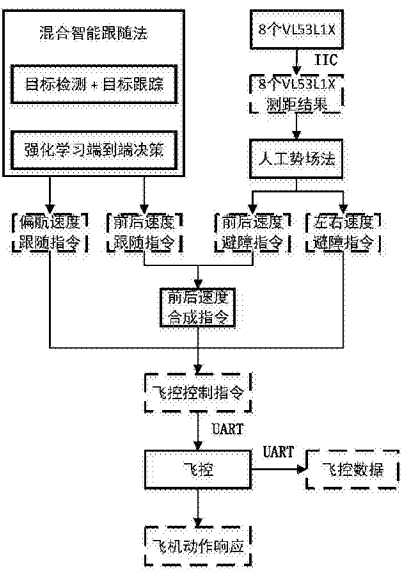 混合智能跟随法
目标检测+目标跟踪
强化学习端到端决策
8个VL53L1X
IIC
8个VL53L1X
测距结果
人工势场法
偏航速度
跟随指令
前后速度
跟随指令
前后速度
避障指令
左右速度
避障指令
前后速度
合成指令
飞控控制指令
UART
飞控
UART
飞控数据
飞机动作响应